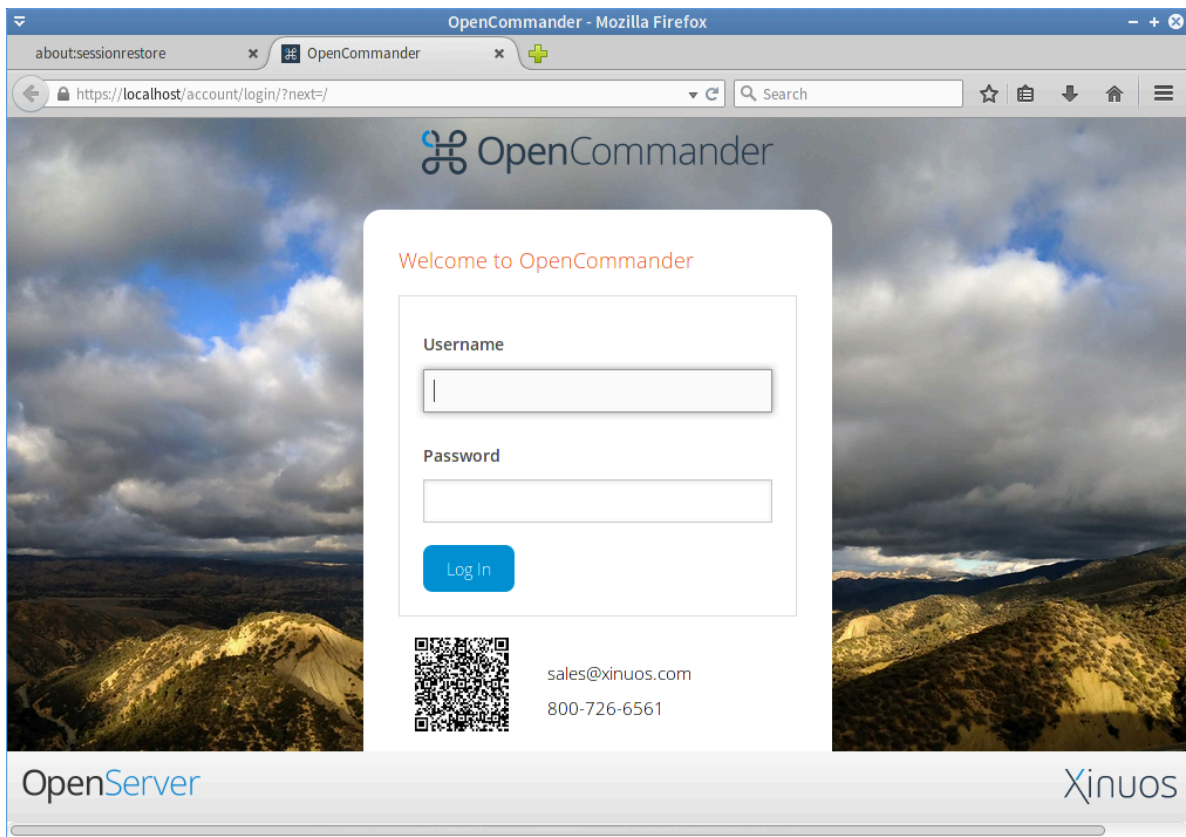 OpenCommander - Mozilla Firefox
about:sessionrestore
OpenCommander
https://localhost/account/login/?next=/
Search
OpenCommander
Welcome to OpenCommander
Username
Password
Log In
sales@xinuos.com
800-726-6561
OpenServer
Xinuos